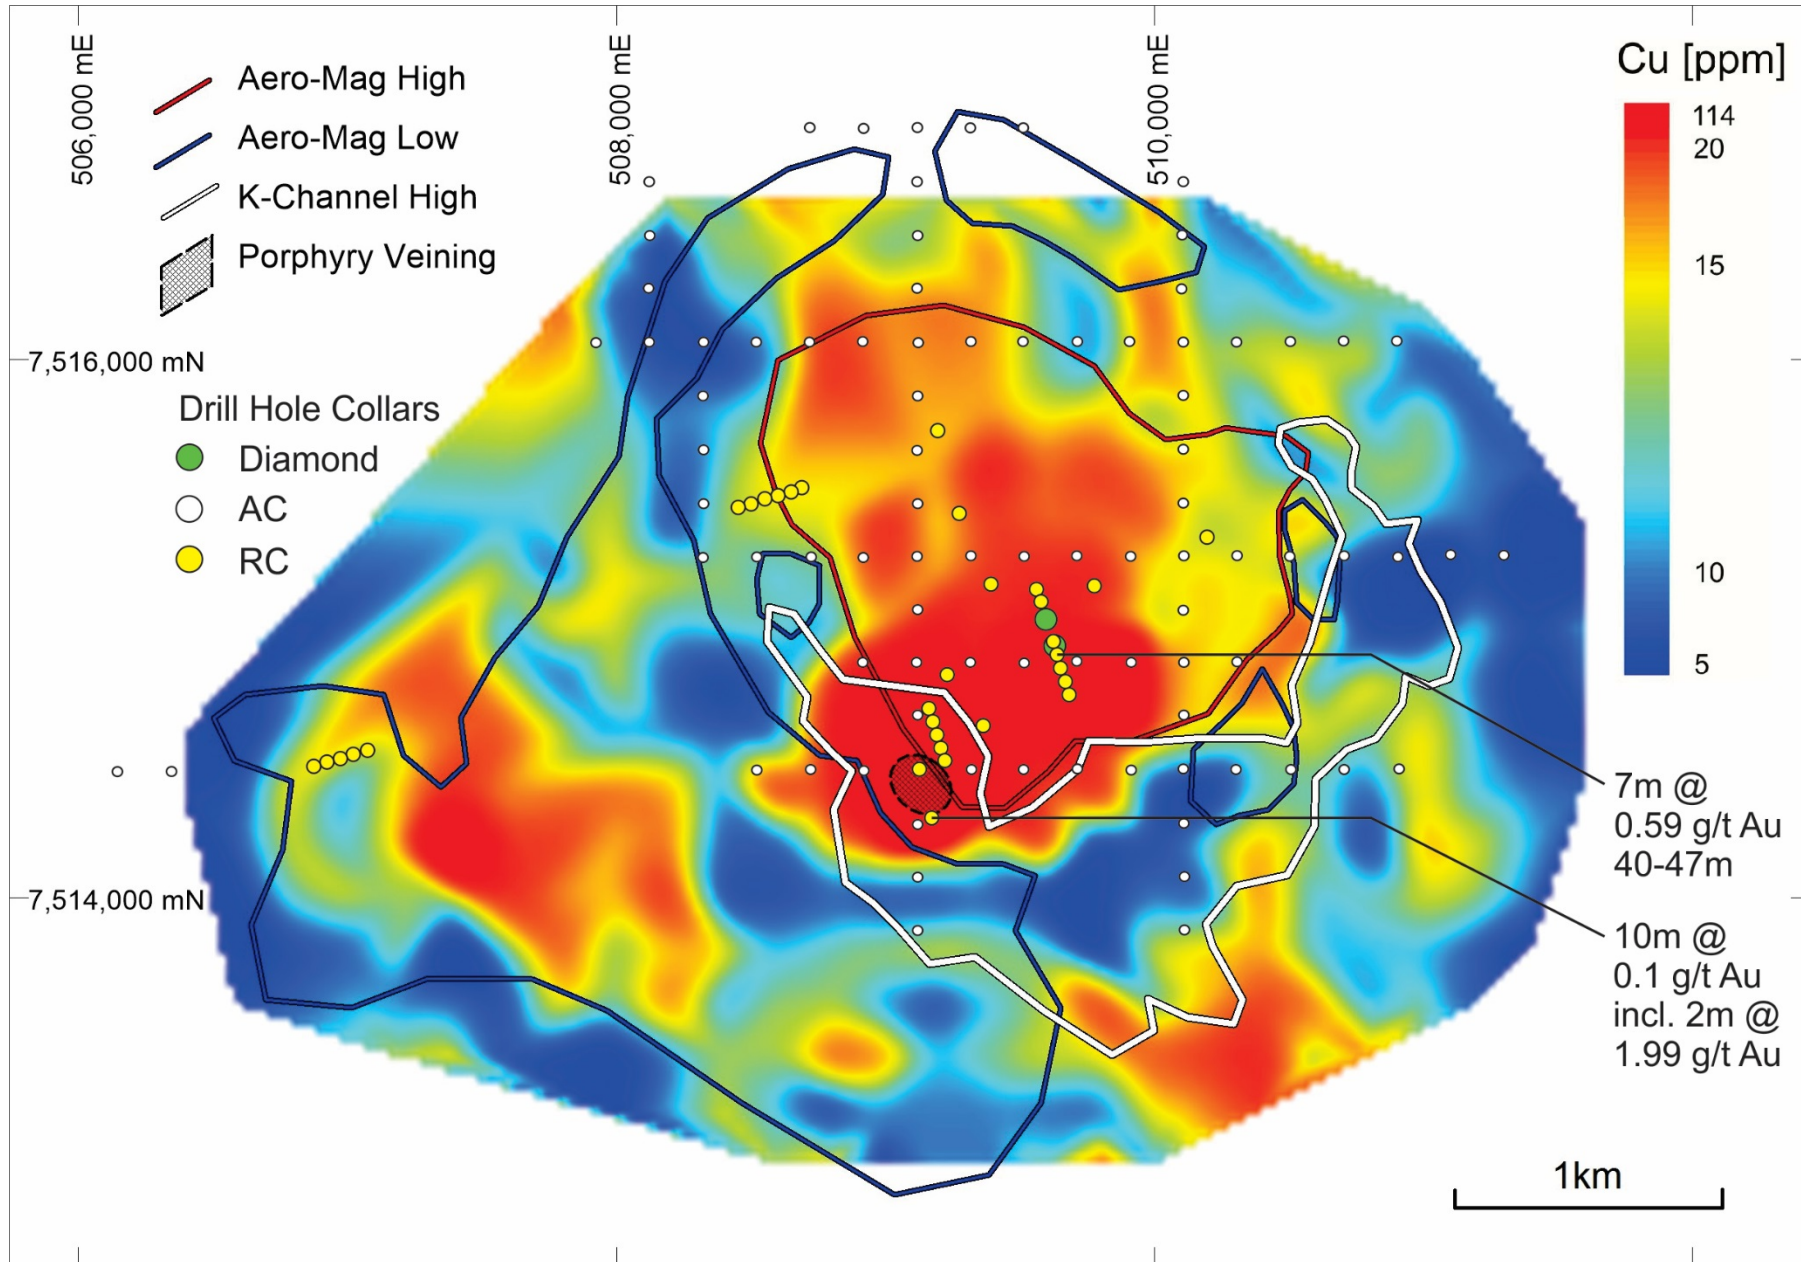 506,000 mE
508,000 mE
510,000 mE
Aero-Mag High
Aero-Mag Low
K-Channel High
Porphyry Veining
Cu [ppm]
114
20
15
10
5
7,516,000 mN
Drill Hole Collars
Diamond
AC
RC
7m @
0.59 g/t Au
40-47m
7,514,000 mN
10m @
0.1 g/t Au
incl. 2m @
1.99 g/t Au
1km